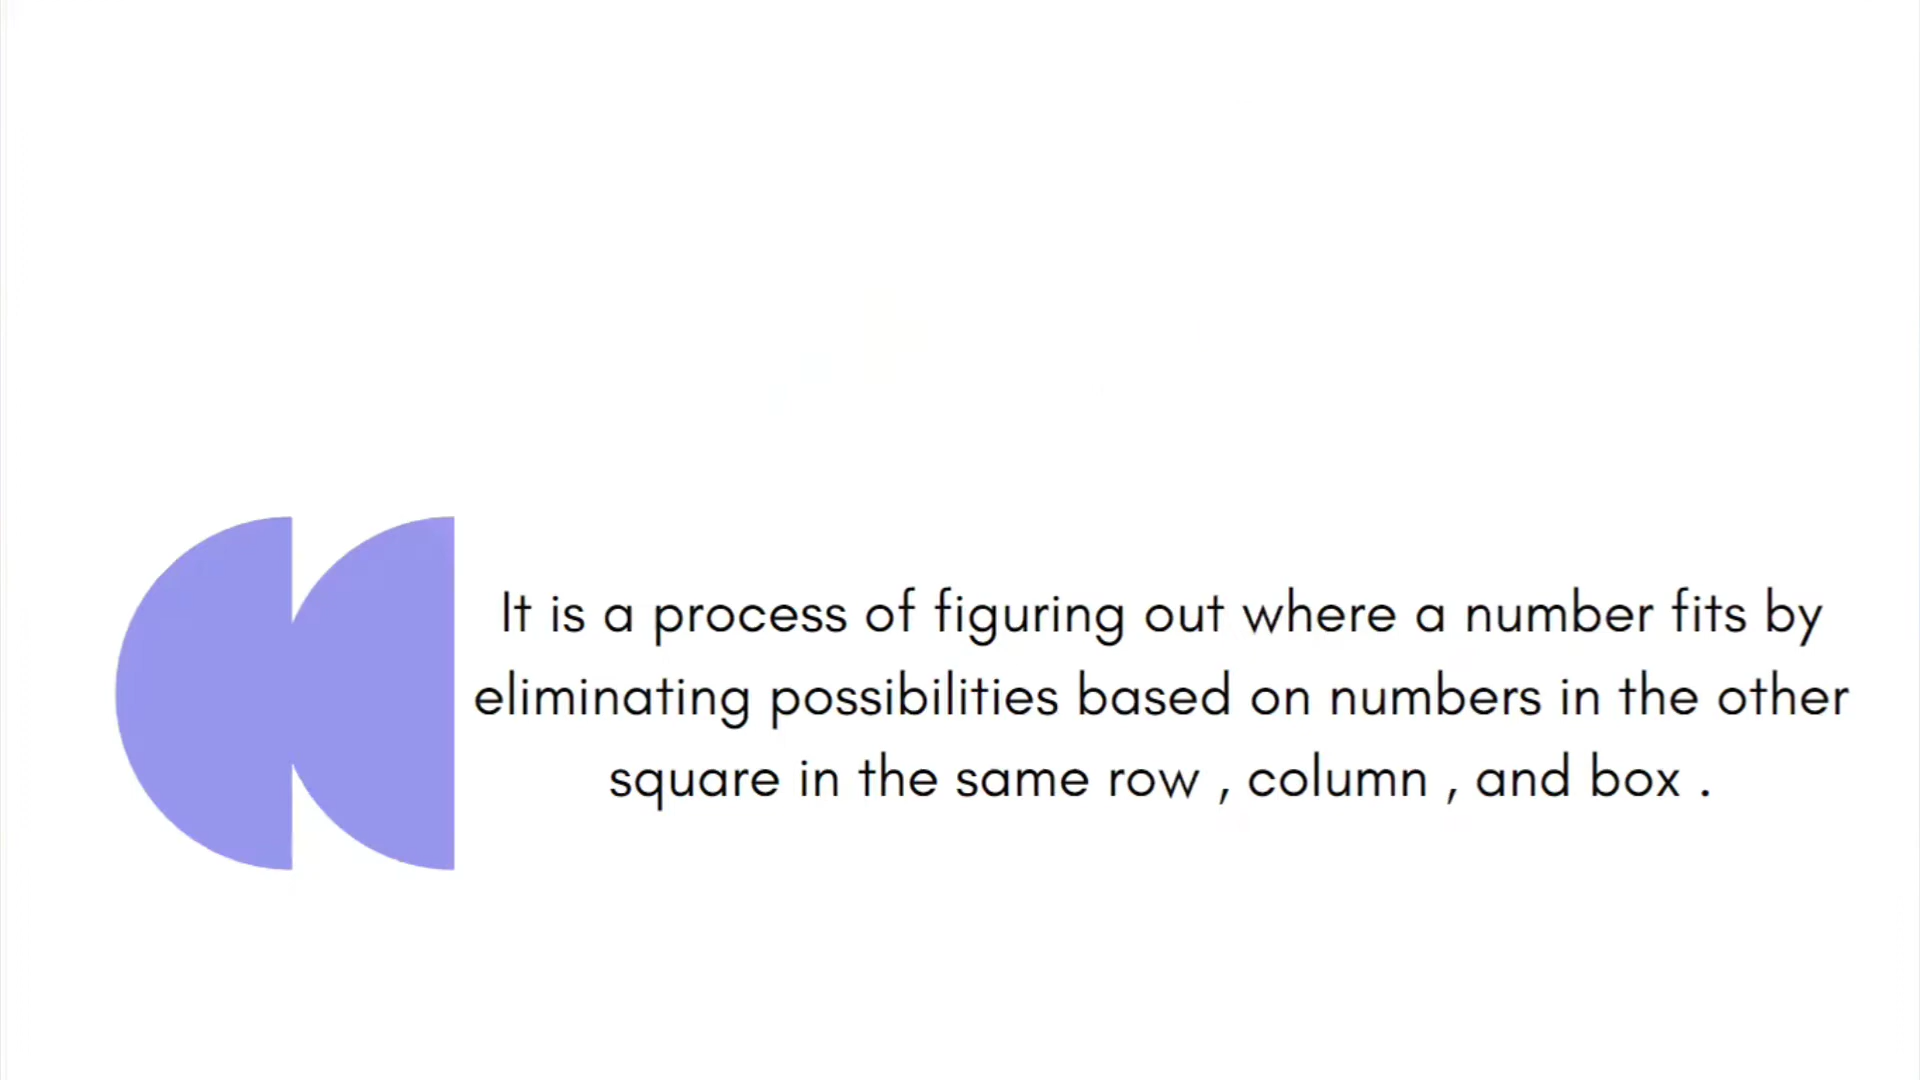 It is a process of figuring out where a number fits by
eliminating possibilities based on numbers in the other
square in the same row , column , and box .